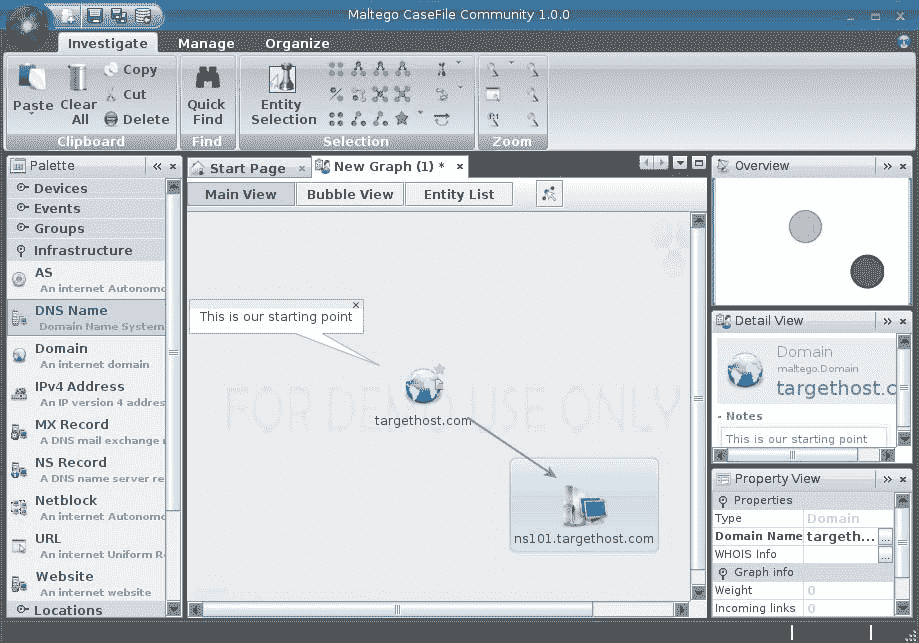 Maltego CaseFile Community 1.0.0
Investigate Manage Organize
Paste
Clear All
Copy
Cut
Delete
Clipboard
Quick Find
Find
Entity Selection
Selection
Zoom
Palette
Devices
Events
Groups
Infrastructure
AS
An internet Autonomo
DNS Name
Domain Name System
Domain
An internet domain
IPv4 Address
An IP version 4 addres
MX Record
A DNS mail exchange
NS Record
A DNS name server re
Netblock
An internet Autonomo
URL
An internet Uniform R
Website
An internet website
Locations
Start Page
New Graph (1) *
Main View Bubble View Entity List
This is our starting point
FOR DEMO USE ONLY
targethost.com
ns101.targethost.com
Overview
Detail View
Domain
maltego.Domain
targethost.c
- Notes
This is our starting point
Property View
Properties
Type Domain
Domain Name targeth... ...
WHOIS Info ...
Graph info
Weight 0
Incoming links 0